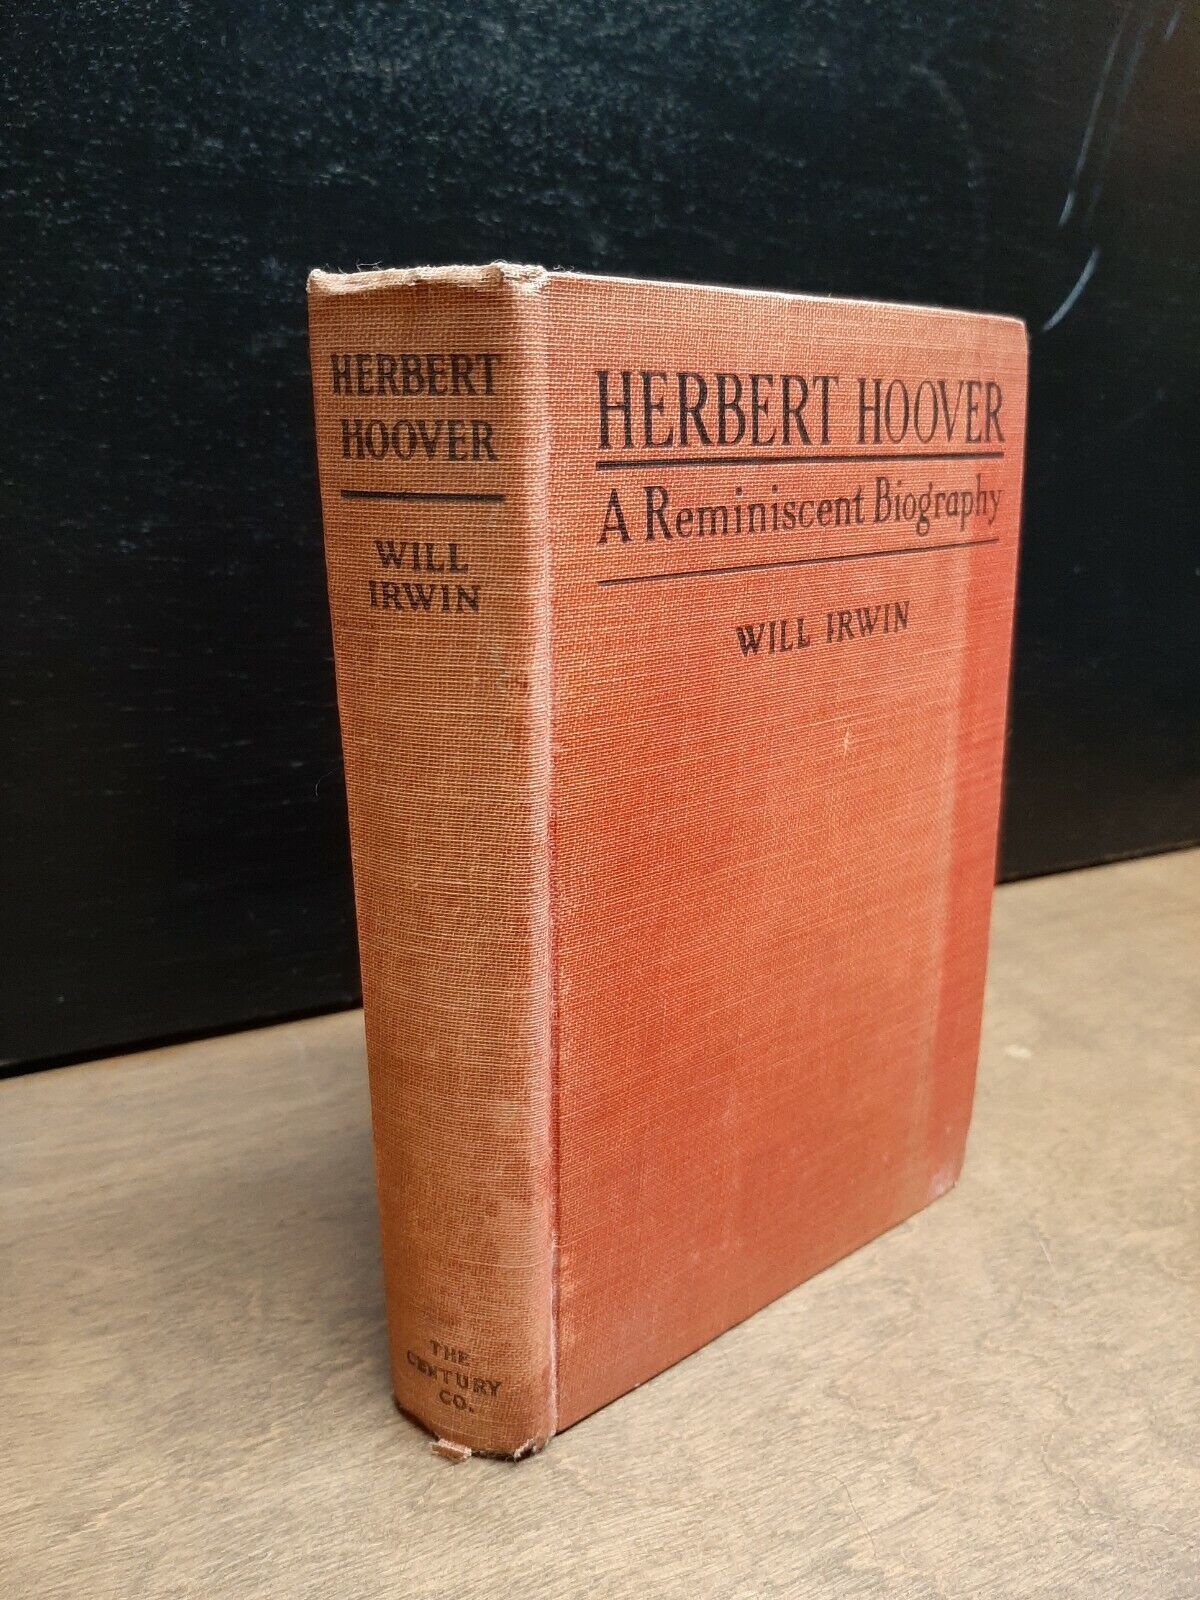 HERBERT
HOOVER
WILL
IRWIN
THE
CENTURY
CO.
HERBERT HOOVER
A Reminiscent Biography
WILL IRWIN